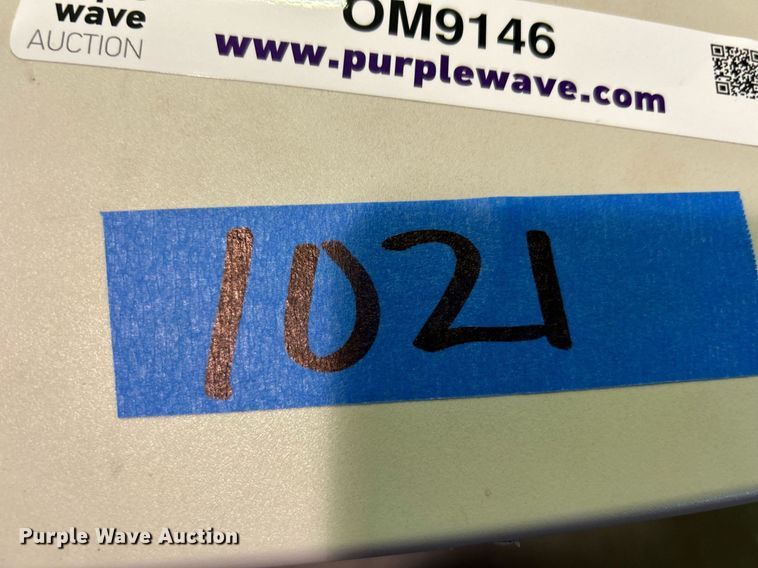 wave
AUCTION
OM9146
www.purplewave.com
1021
Purple Wave Auction